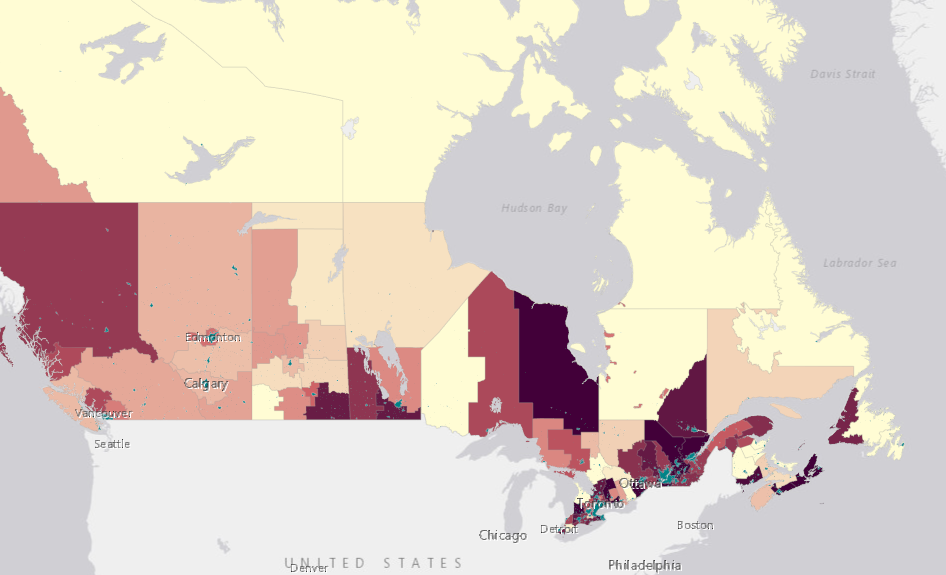 Davis Strait
Hudson Bay
Labrador Sea
Edmonton
Calgary
Vancouver
Seattle
Ottawa
Toronto
Chicago
Detroit
Boston
UNITED STATES
Denver
Philadelphia